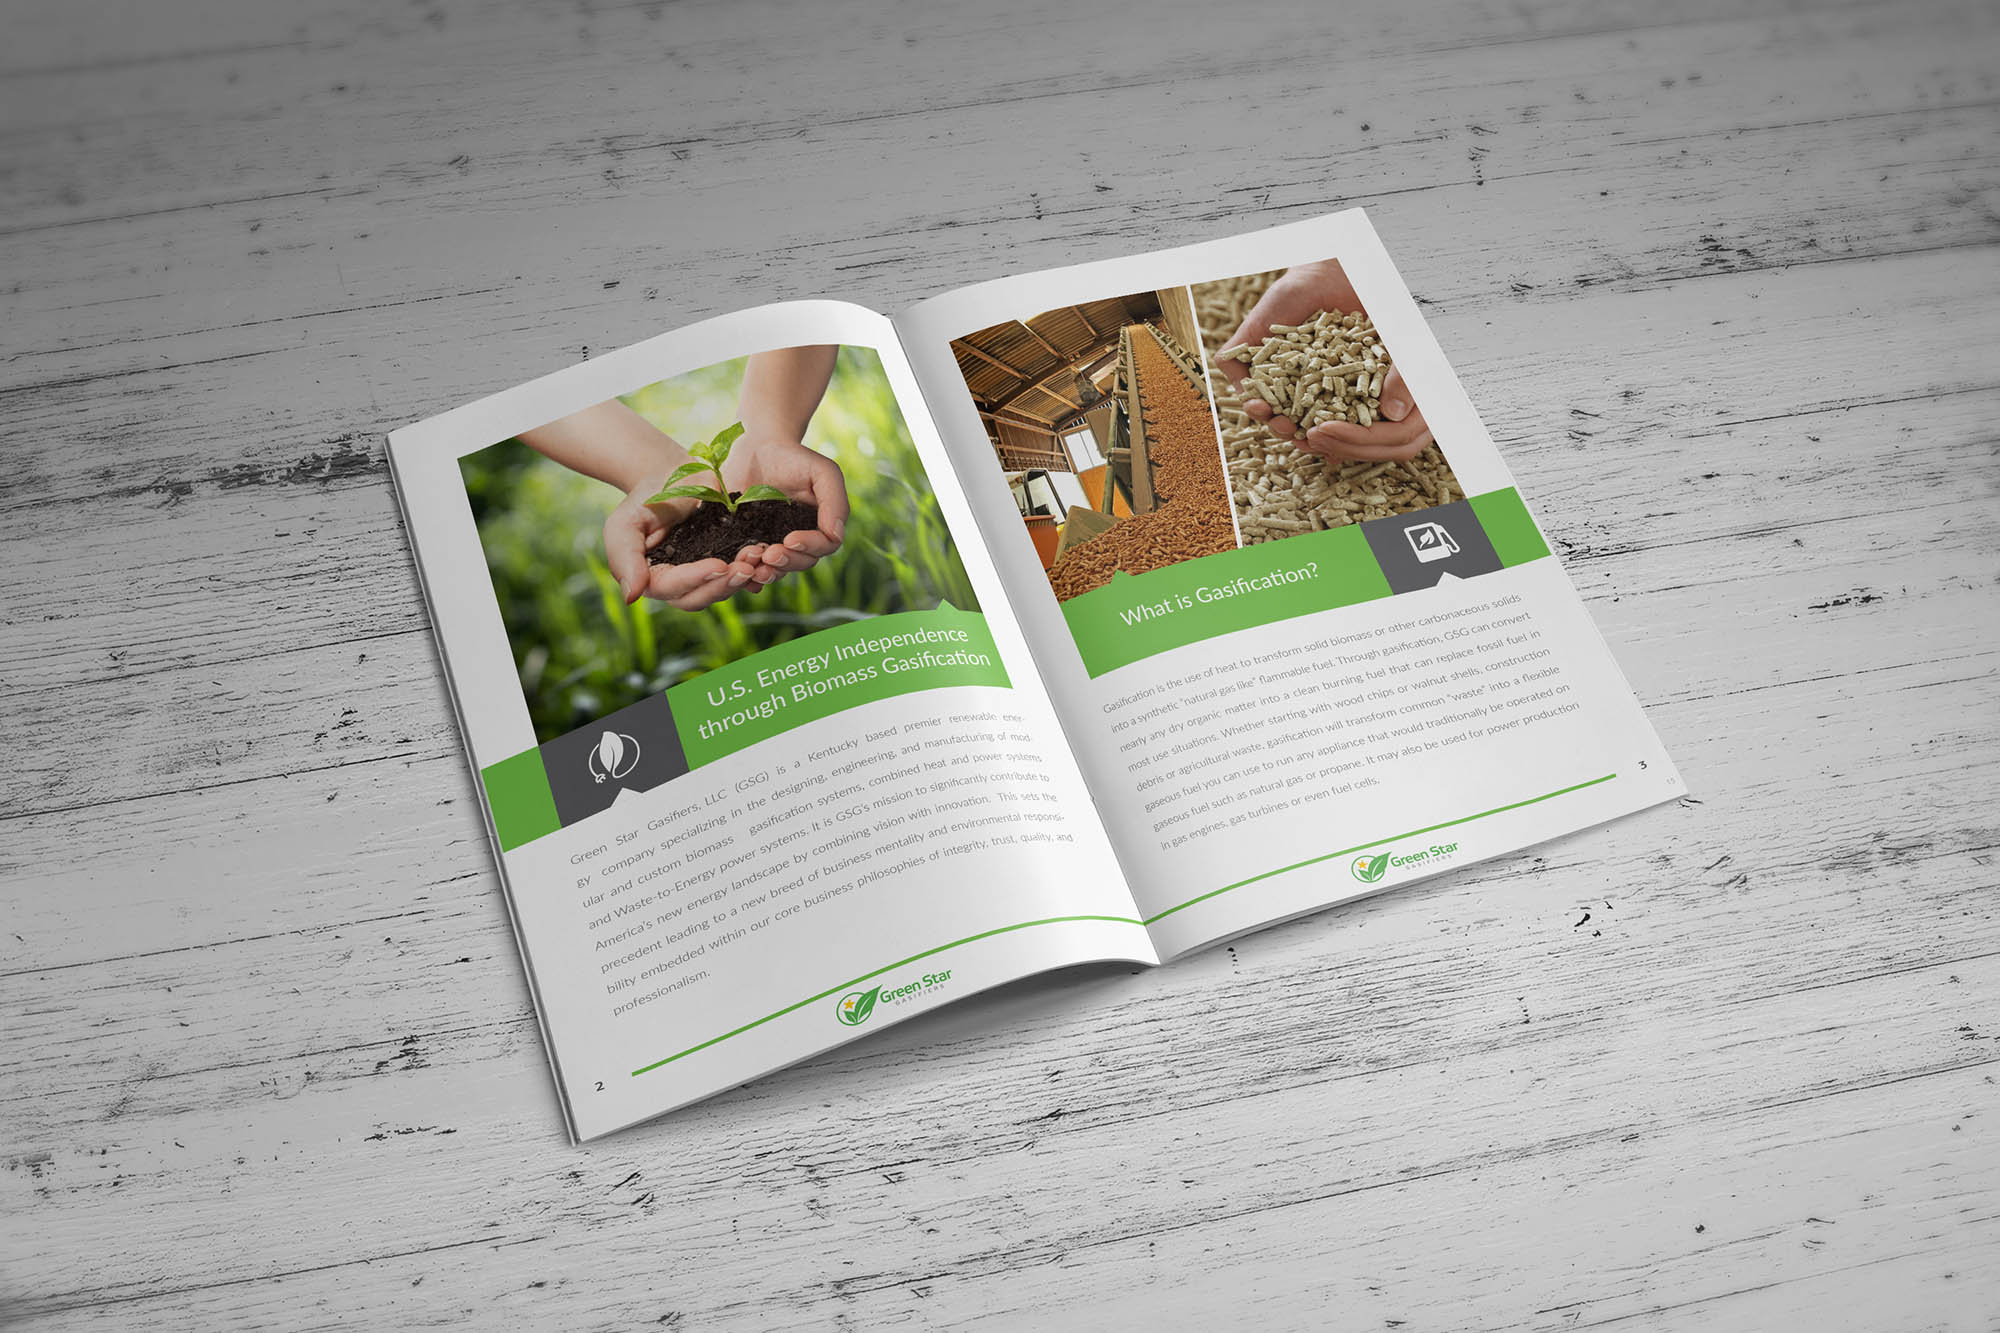 U.S. Energy Independence
through Biomass Gasification
Green Star Gasifiers, LLC (GSG) is a Kentucky based premier renewable ener-
gy company specializing in the designing, engineering, and manufacturing of mod-
ular and custom biomass gasification systems, combined heat and power systems
and Waste-to-Energy power systems. It is GSG's mission to significantly contribute to
America's new energy landscape by combining vision with innovation. This sets the
precedent leading to a new breed of business mentality and environmental responsi-
bility embedded within our core business philosophies of integrity, trust, quality, and
professionalism.
Green Star
GASIFIERS
2
What is Gasification?
Gasification is the use of heat to transform solid biomass or other carbonaceous solids
into a synthetic "natural gas like" flammable fuel. Through gasification, GSG can convert
nearly any dry organic matter into a clean burning fuel that can replace fossil fuel in
most use situations. Whether starting with wood chips or walnut shells, construction
debris or agricultural waste, gasification will transform common "waste" into a flexible
gaseous fuel you can use to run any appliance that would traditionally be operated on
gaseous fuel such as natural gas or propane. It may also be used for power production
in gas engines, gas turbines or even fuel cells.
3
Green Star
GASIFIERS